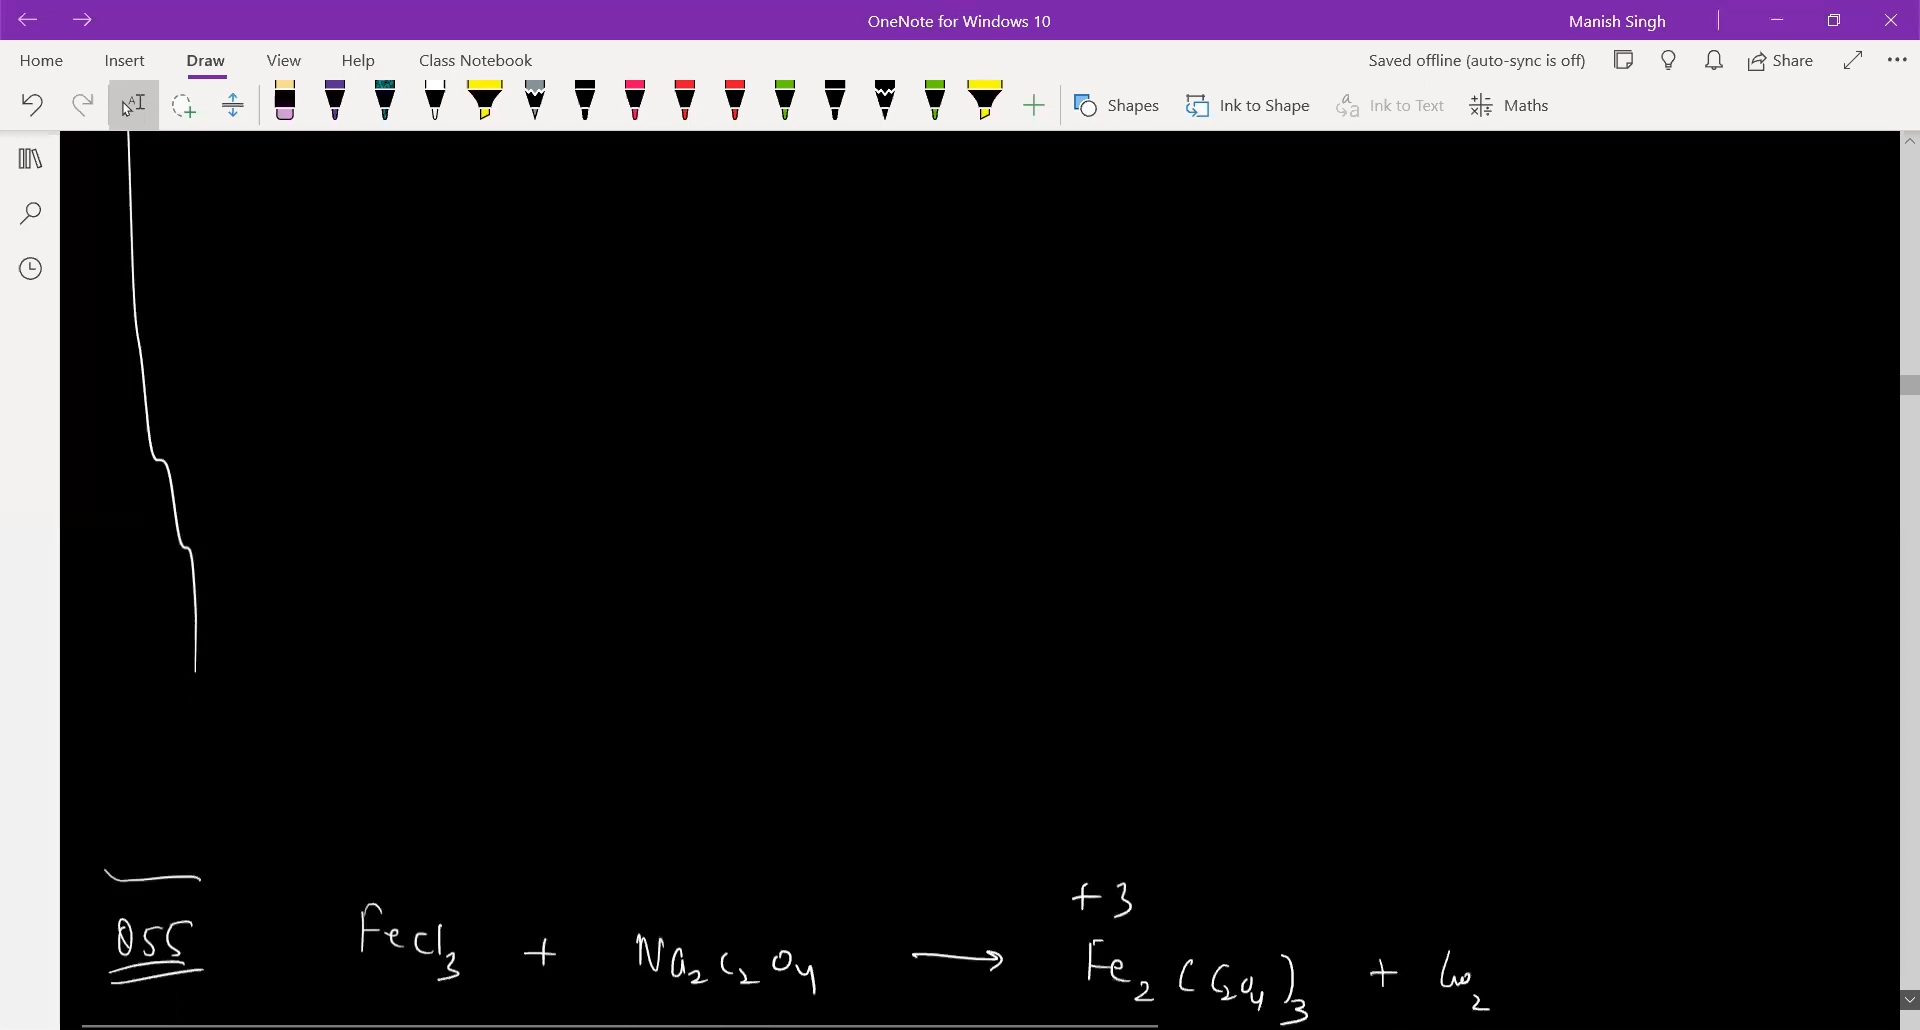 OneNote for Windows 10
Manish Singh
Home Insert Draw View Help Class Notebook
Saved offline (auto-sync is off) Share
Shapes Ink to Shape Ink to Text Maths
+3
Q55 FeCl3 + Na2C2O4 → Fe2(C2O4)3 + CO2